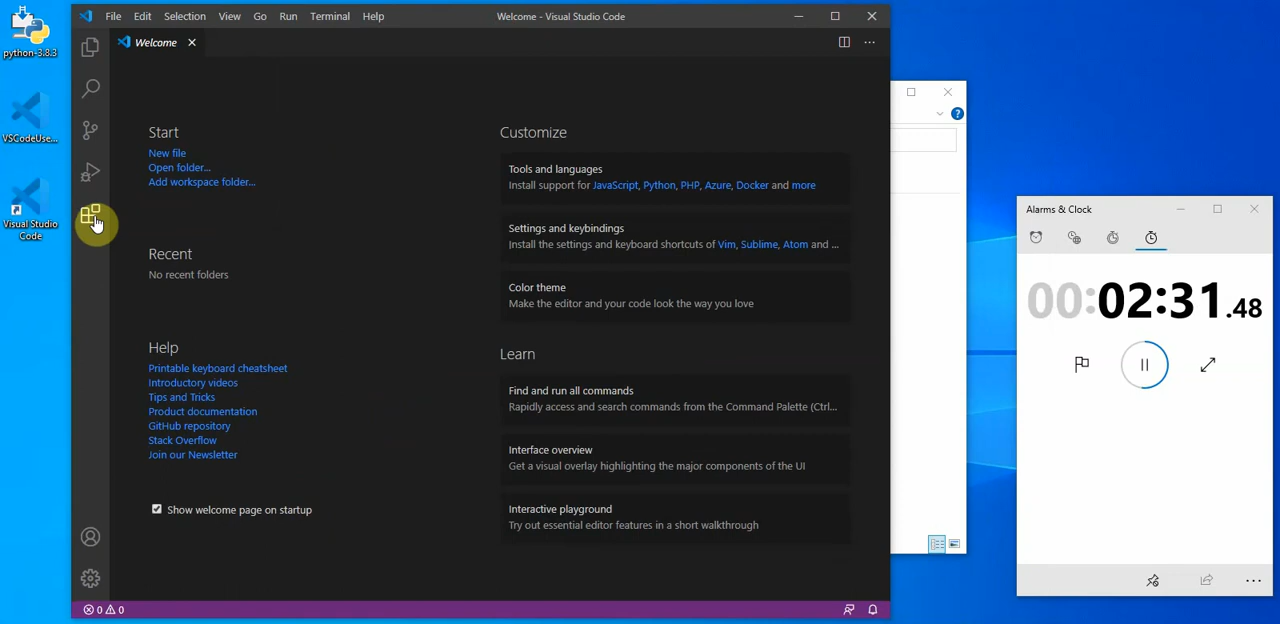 python-3.8.3
VSCodeUse...
Visual Studio
Code
File Edit Selection View Go Run Terminal Help
Welcome - Visual Studio Code
Welcome
Start
New file
Open folder...
Add workspace folder...
Recent
No recent folders
Help
Printable keyboard cheatsheet
Introductory videos
Tips and Tricks
Product documentation
GitHub repository
Stack Overflow
Join our Newsletter
Show welcome page on startup
Customize
Tools and languages
Install support for JavaScript, Python, PHP, Azure, Docker and more
Settings and keybindings
Install the settings and keyboard shortcuts of Vim, Sublime, Atom and ...
Color theme
Make the editor and your code look the way you love
Learn
Find and run all commands
Rapidly access and search commands from the Command Palette (Ctrl...
Interface overview
Get a visual overlay highlighting the major components of the UI
Interactive playground
Try out essential editor features in a short walkthrough
0 0
Alarms & Clock
00:02:31.48